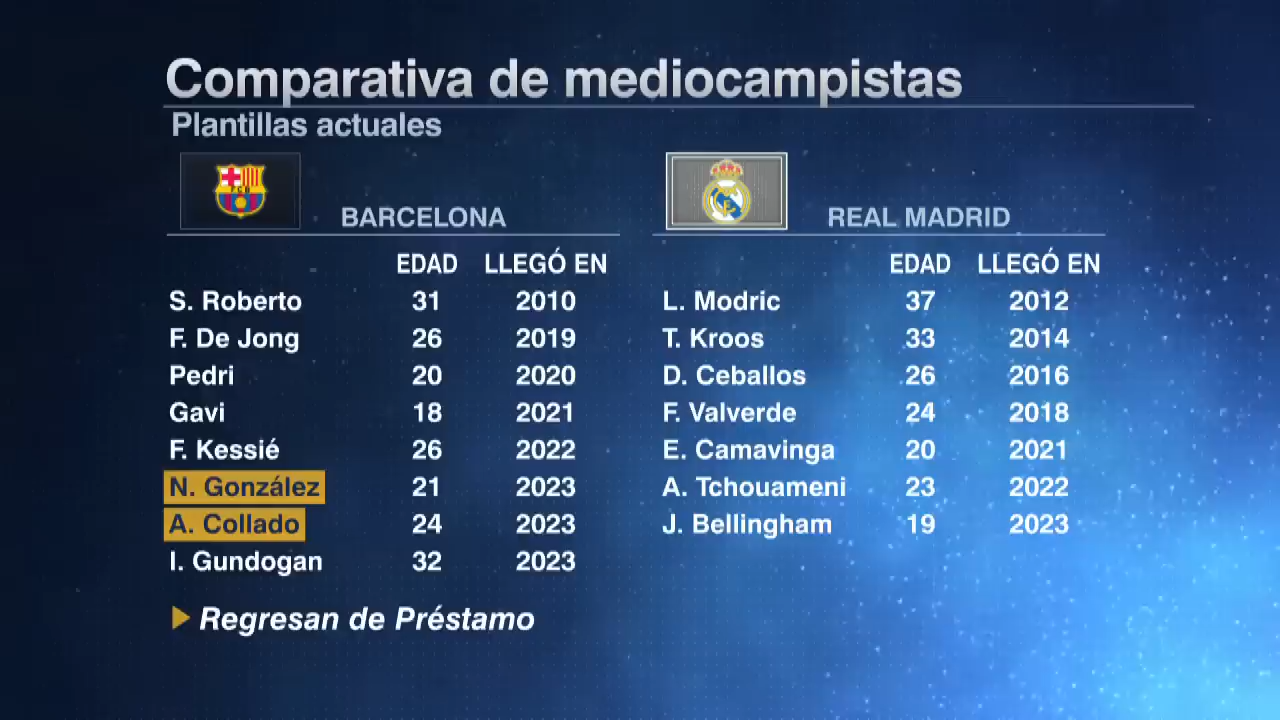 Comparativa de mediocampistas
Plantillas actuales
BARCELONA
EDAD LLEGÓ EN
S. Roberto 31 2010
F. De Jong 26 2019
Pedri 20 2020
Gavi 18 2021
F. Kessié 26 2022
N. González 21 2023
A. Collado 24 2023
I. Gundogan 32 2023
Regresan de Préstamo
REAL MADRID
EDAD LLEGÓ EN
L. Modric 37 2012
T. Kroos 33 2014
D. Ceballos 26 2016
F. Valverde 24 2018
E. Camavinga 20 2021
A. Tchouameni 23 2022
J. Bellingham 19 2023